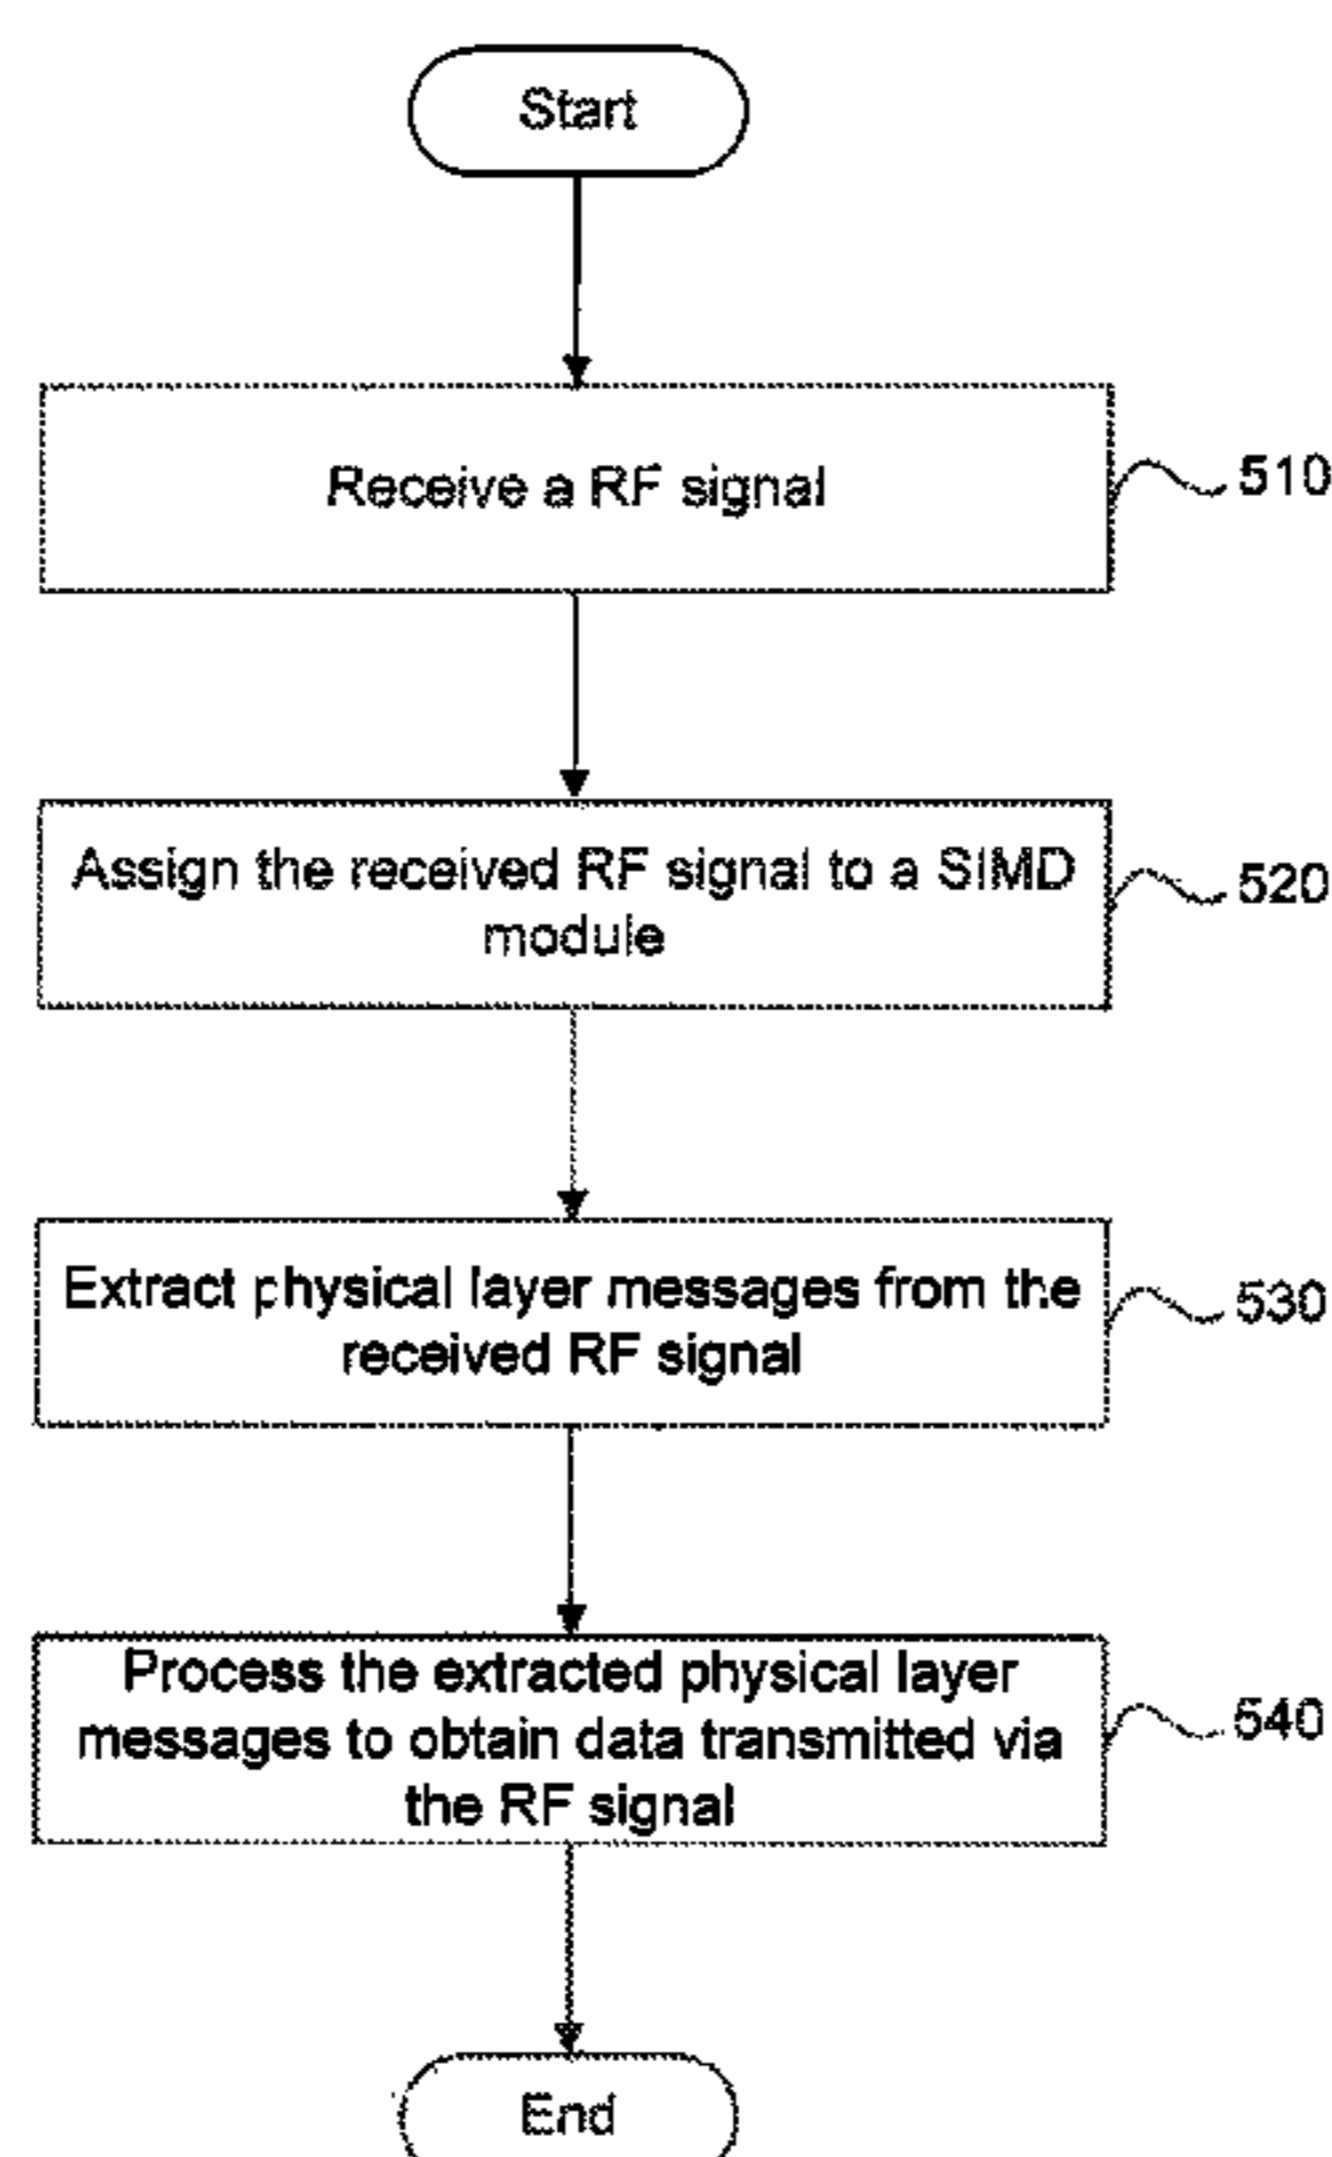 Start
Receive a RF signal
510
Assign the received RF signal to a SIMD
module
520
Extract physical layer messages from the
received RF signal
530
Process the extracted physical layer
messages to obtain data transmitted via
the RF signal
540
End